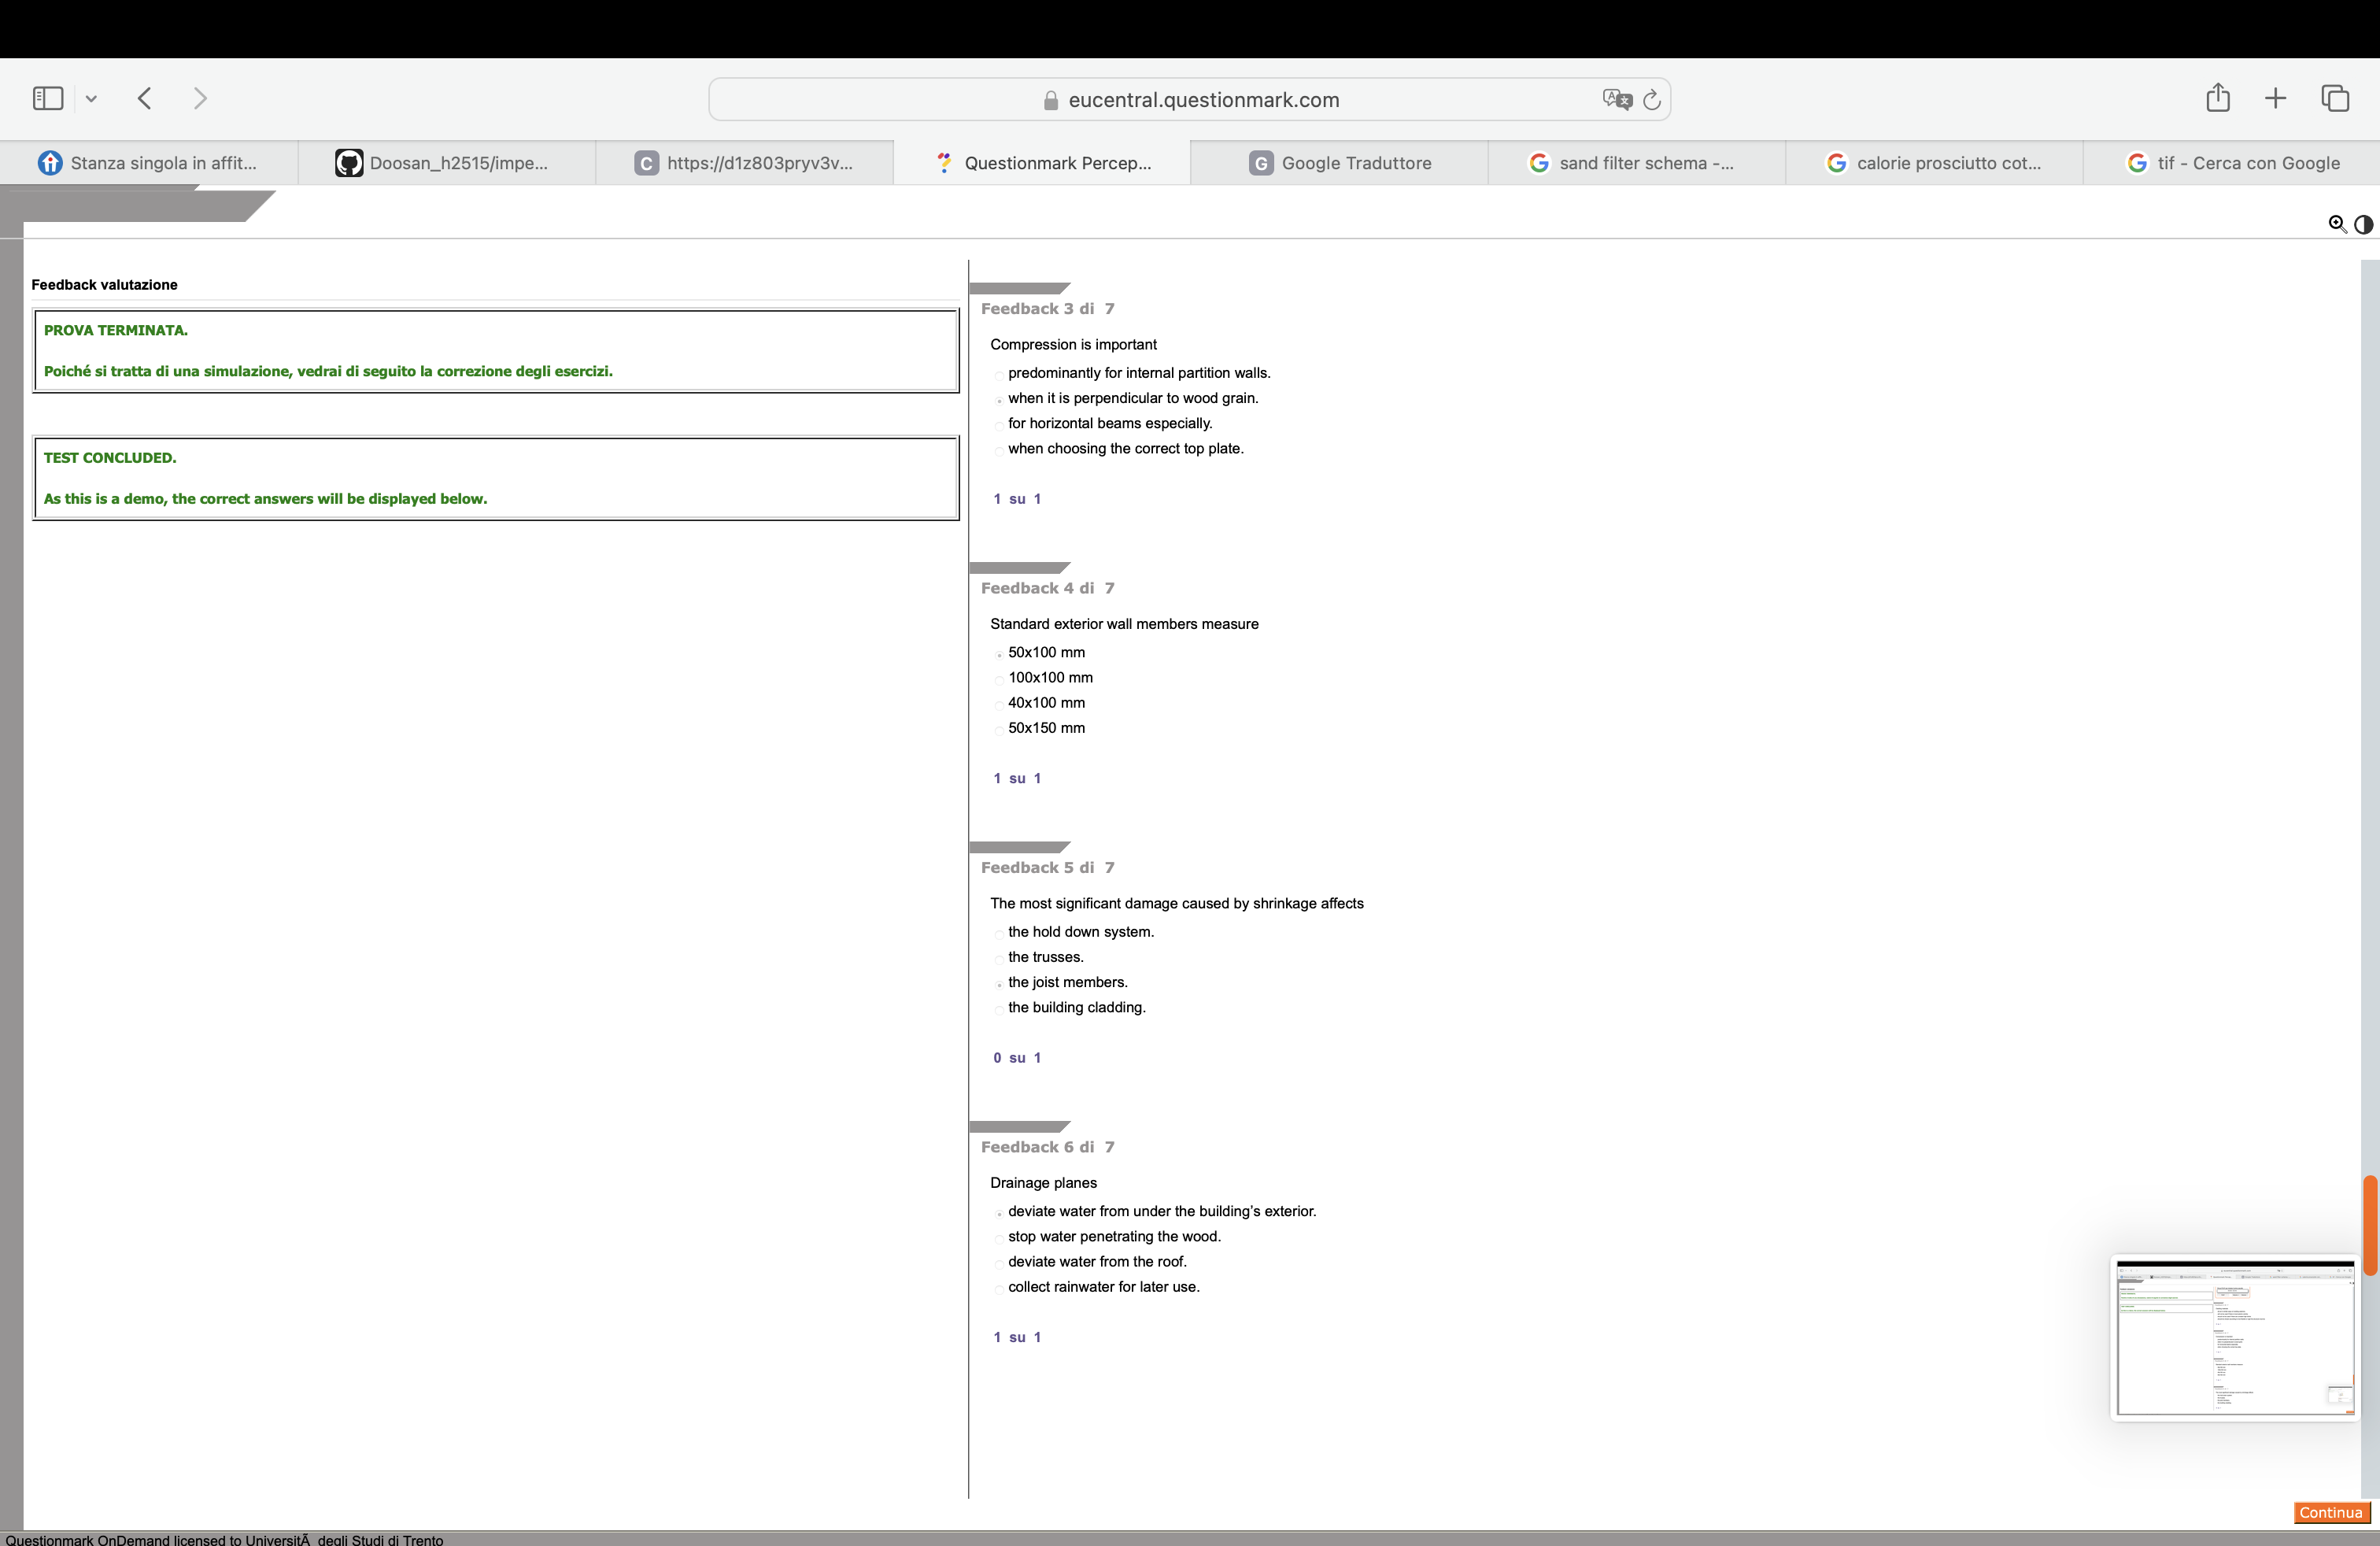 eucentral.questionmark.com
Stanza singola in affit...
Doosan_h2515/impe...
C https://d1z803pryv3v...
Questionmark Percep...
G Google Traduttore
sand filter schema -...
calorie prosciutto cot...
tif - Cerca con Google
Feedback valutazione
PROVA TERMINATA.
Poiché si tratta di una simulazione, vedrai di seguito la correzione degli esercizi.
TEST CONCLUDED.
As this is a demo, the correct answers will be displayed below.
Feedback 3 di 7
Compression is important
predominantly for internal partition walls.
when it is perpendicular to wood grain.
for horizontal beams especially.
when choosing the correct top plate.
1 su 1
Feedback 4 di 7
Standard exterior wall members measure
50x100 mm
100x100 mm
40x100 mm
50x150 mm
1 su 1
Feedback 5 di 7
The most significant damage caused by shrinkage affects
the hold down system.
the trusses.
the joist members.
the building cladding.
0 su 1
Feedback 6 di 7
Drainage planes
deviate water from under the building's exterior.
stop water penetrating the wood.
deviate water from the roof.
collect rainwater for later use.
1 su 1
Continua
Questionmark OnDemand licensed to UniversitÃ degli Studi di Trento